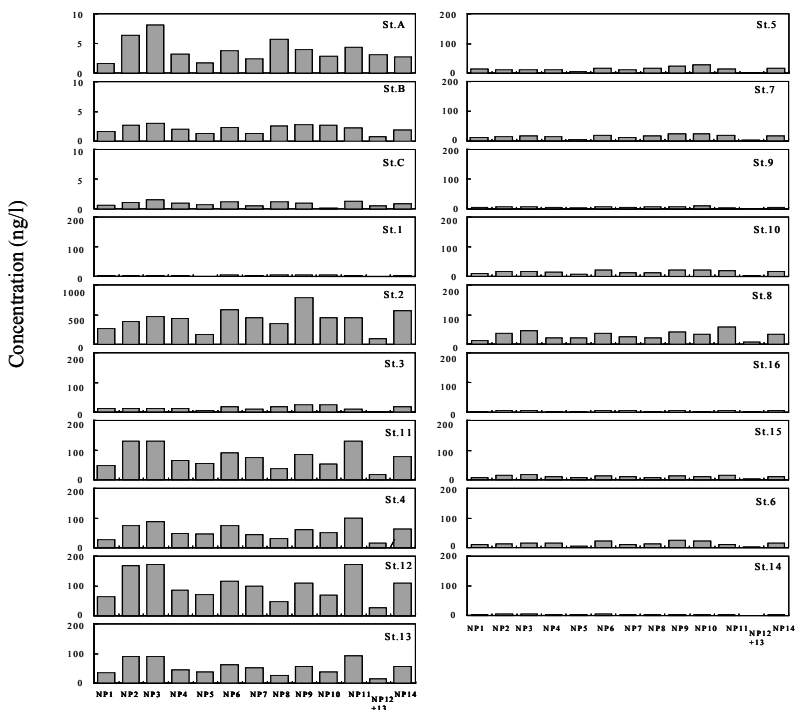 Concentration (ng/l)
10
5
0
St.A
10
5
0
St.B
10
5
0
St.C
200
100
0
St.1
1000
500
0
St.2
200
100
0
St.3
200
100
0
St.11
200
100
0
St.4
200
100
0
St.12
200
100
0
St.13
NP1 NP2 NP3 NP4 NP5 NP6 NP7 NP8 NP9 NP10 NP11 NP12 +13 NP14
200
100
0
St.5
200
100
0
St.7
200
100
0
St.9
200
100
0
St.10
200
100
0
St.8
200
100
0
St.16
200
100
0
St.15
200
100
0
St.6
200
100
0
St.14
NP1 NP2 NP3 NP4 NP5 NP6 NP7 NP8 NP9 NP10 NP11 NP12 +13 NP14